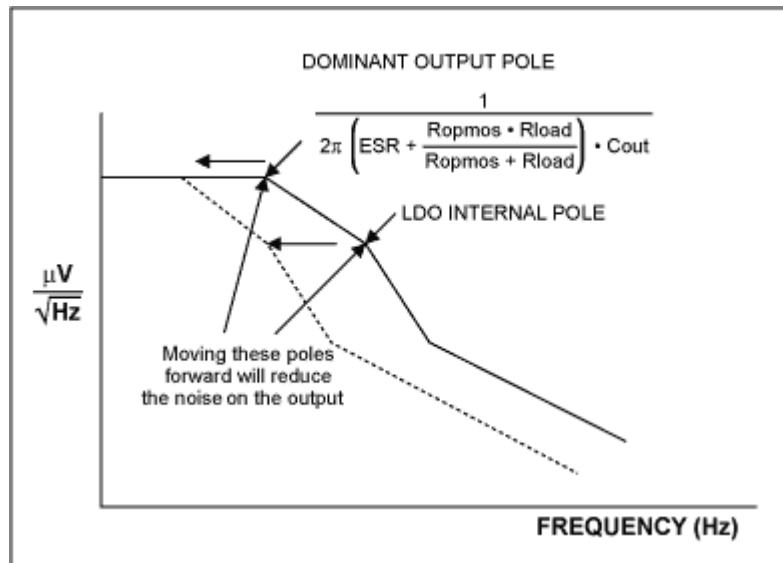 DOMINANT OUTPUT POLE
1
2π (ESR + Ropmos • Rload / Ropmos + Rload) • Cout
LDO INTERNAL POLE
μV
√Hz
Moving these poles
forward will reduce
the noise on the output
FREQUENCY (Hz)